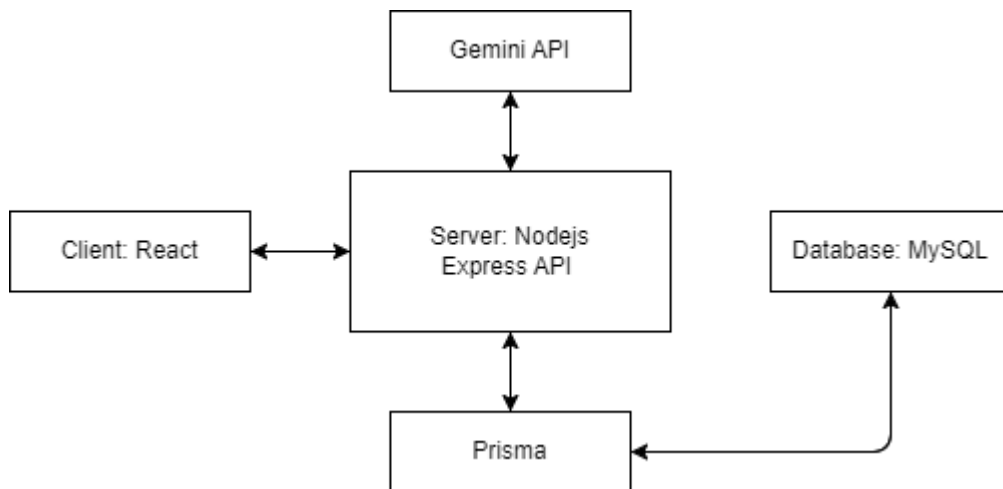 Gemini API
Client: React
Server: Nodejs
Express API
Database: MySQL
Prisma